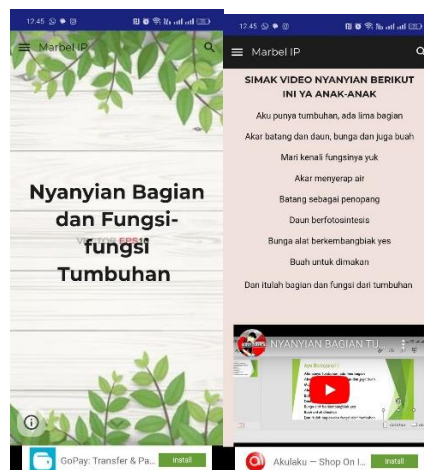 12.45
Marbel IP
Nyanyian Bagian
dan Fungsi-
fungsi
Tumbuhan
GoPay: Transfer & Pa...
Install
12.45
Marbel IP
SIMAK VIDEO NYANYIAN BERIKUT
INI YA ANAK-ANAK
Aku punya tumbuhan, ada lima bagian
Akar batang dan daun, bunga dan juga buah
Mari kenali fungsinya yuk
Akar menyerap air
Batang sebagai penopang
Daun berfotosintesis
Bunga alat berkembangbiak yes
Buah untuk dimakan
Dan itulah bagian dan fungsi dari tumbuhan
NYANYIAN BAGIAN TU...
Akulaku — Shop On I...
Install